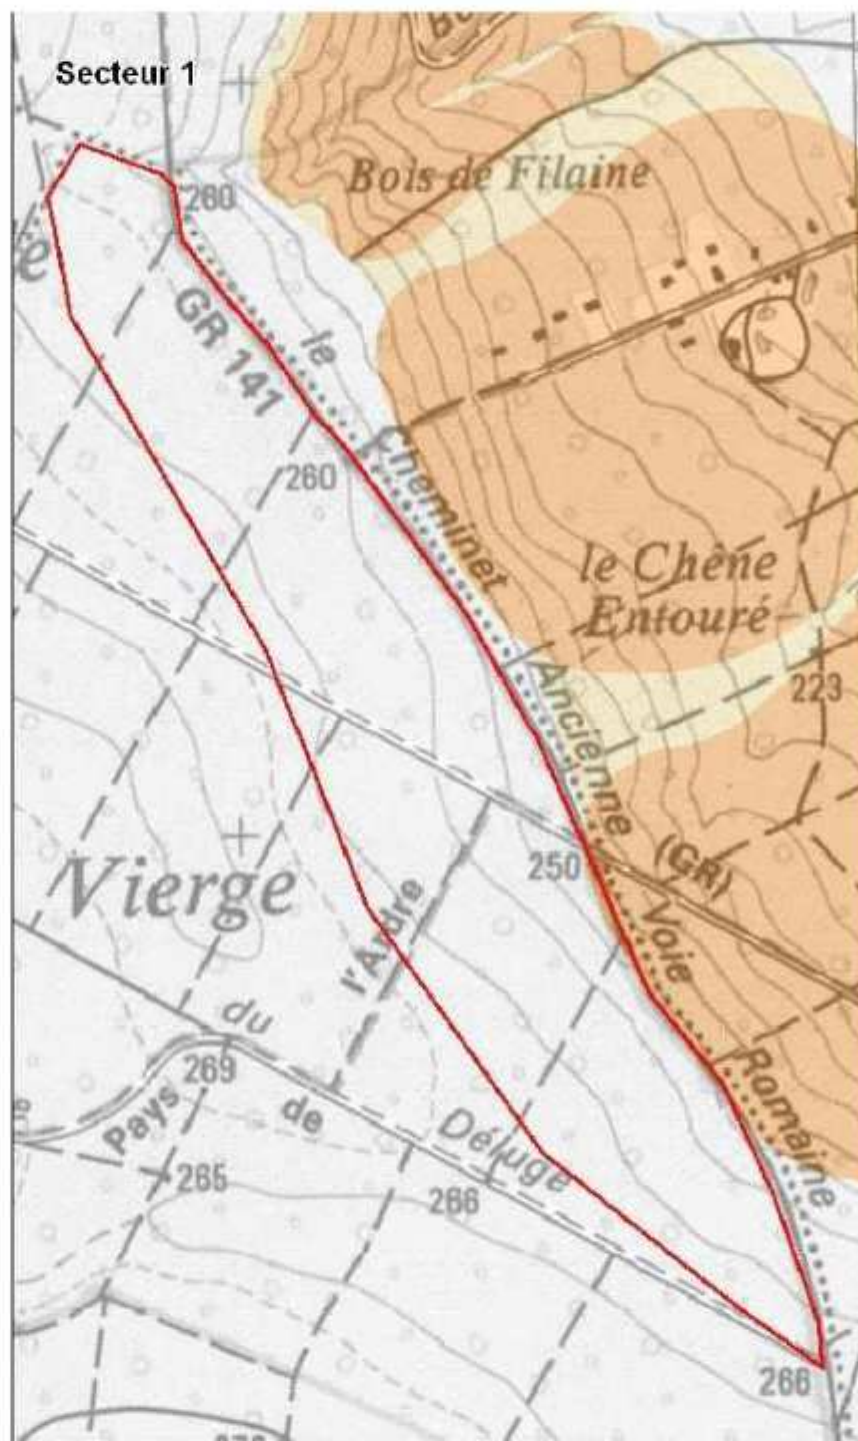 Secteur 1
Bois de Filaine
260
GR 141
le Cheminet
260
le Chêne
Entouré
223
Ancienne Voie Romaine
250
(GR)
Vierge
l'Ardre
du
269
Pays de
Déluge
265
266
266